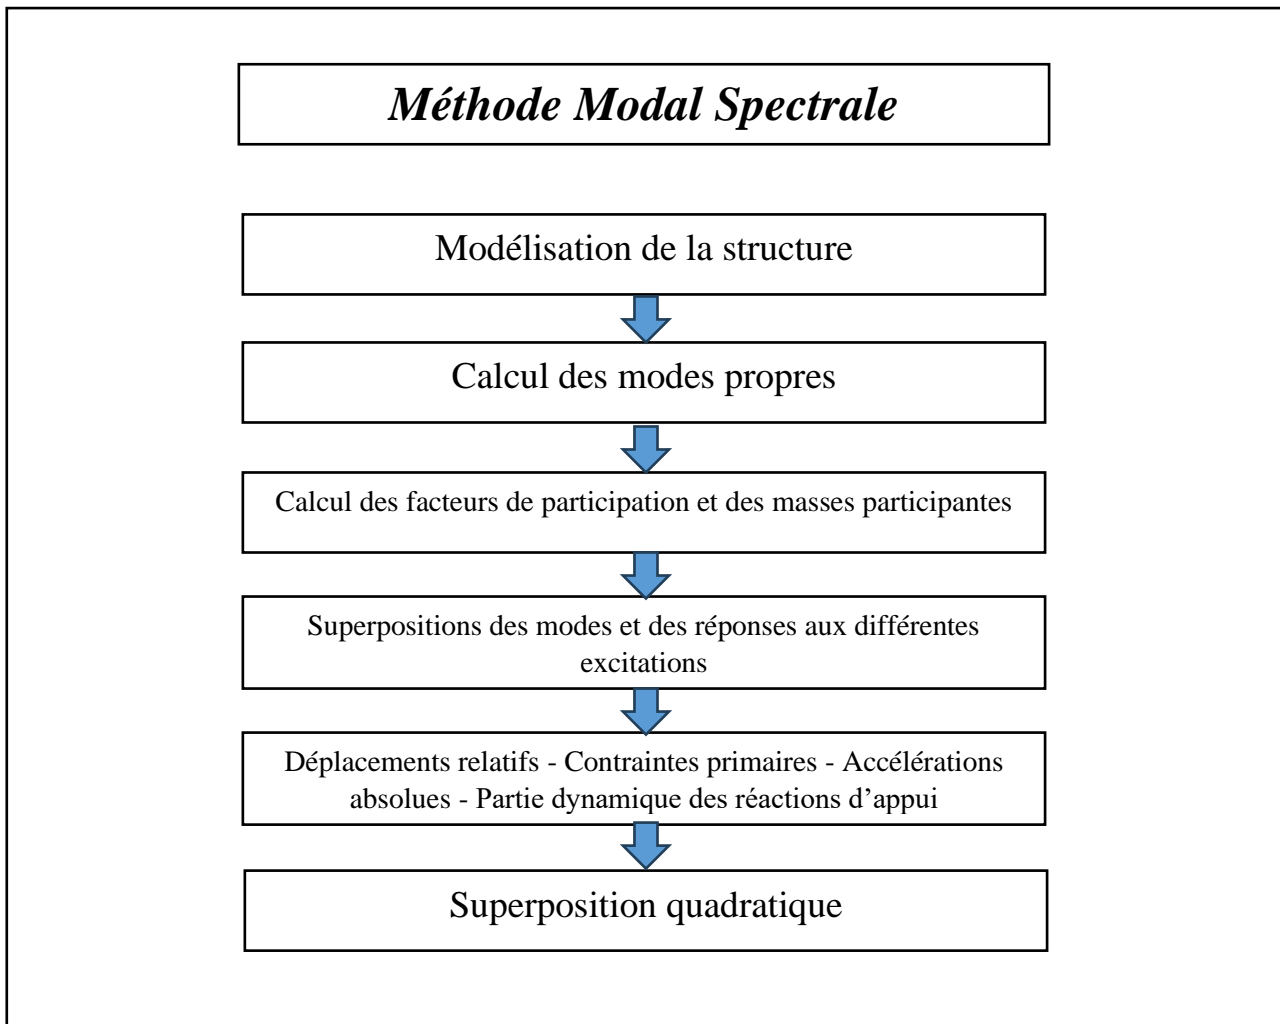 Méthode Modal Spectrale
Modélisation de la structure
Calcul des modes propres
Calcul des facteurs de participation et des masses participantes
Superpositions des modes et des réponses aux différentes
excitations
Déplacements relatifs - Contraintes primaires - Accélérations
absolues - Partie dynamique des réactions d’appui
Superposition quadratique